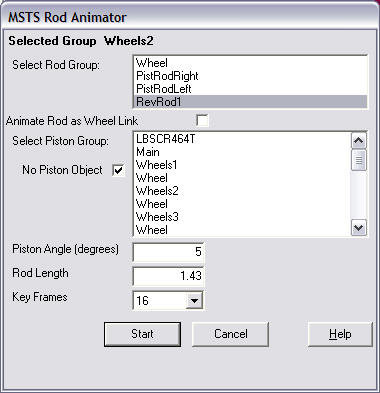 MSTS Rod Animator
Selected Group Wheels2
Select Rod Group:
Wheel
PistRodRight
PistRodLeft
RevRod1
Animate Rod as Wheel Link
Select Piston Group:
LBSCR464T
Main
Wheels1
Wheel
Wheels2
Wheel
Wheels3
Wheel
No Piston Object
Piston Angle (degrees) 5
Rod Length 1.43
Key Frames 16
Start Cancel Help